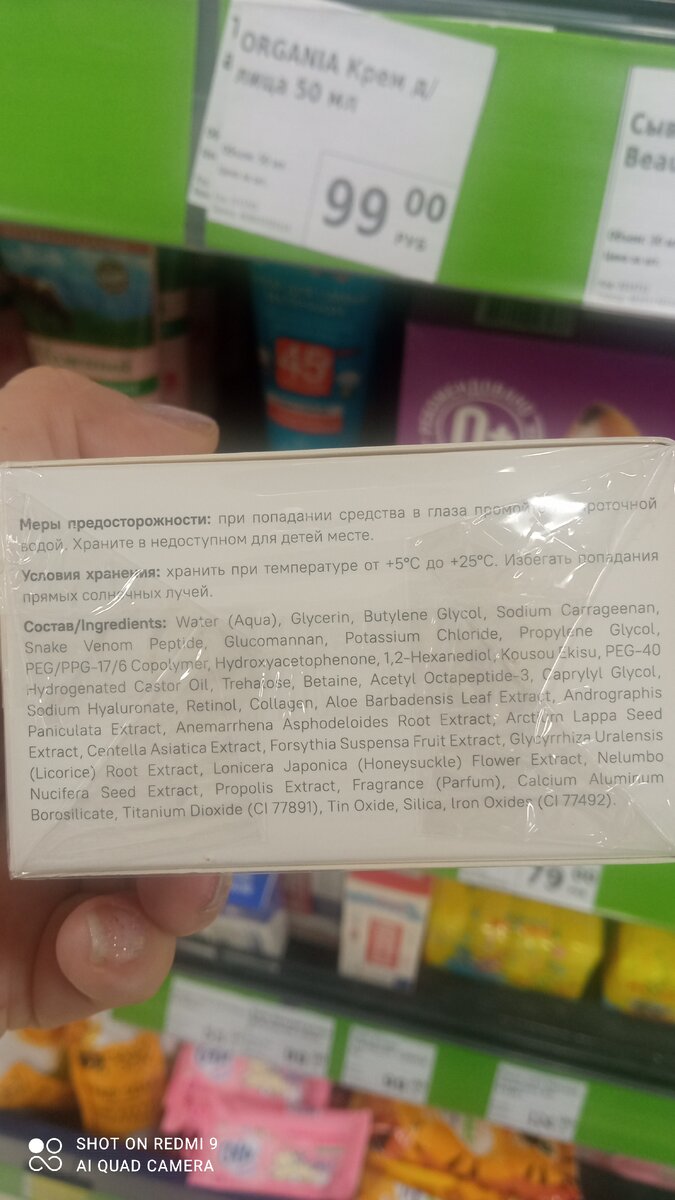 ORGANIA Крем д/
лица 50 мл
99 00
РУБ
Beau
45
Меры предосторожности: при попадании средства в глаза проточной
водой. Храните в недоступном для детей месте.
Условия хранения: хранить при температуре от +5°C до +25°C. Избегать попадания
прямых солнечных лучей.
Состав/Ingredients: Water (Aqua), Glycerin, Butylene Glycol, Sodium Carrageenan,
Snake Venom Peptide, Glucomannan, Potassium Chloride, Propylene Glycol,
PEG/PPG-17/6 Copolymer, Hydroxyacetophenone, 1,2-Hexanediol, Kousou Ekisu, PEG-40
Hydrogenated Castor Oil, Trehalose, Betaine, Acetyl Octapeptide-3, Caprylyl Glycol,
Sodium Hyaluronate, Retinol, Collagen, Aloe Barbadensis Leaf Extract, Andrographis
Paniculata Extract, Anemarrhena Asphodeloides Root Extract, Arctium Lappa Seed
Extract, Centella Asiatica Extract, Forsythia Suspensa Fruit Extract, Glycyrrhiza Uralensis
(Licorice) Root Extract, Lonicera Japonica (Honeysuckle) Flower Extract, Nelumbo
Nucifera Seed Extract, Propolis Extract, Fragrance (Parfum), Calcium Aluminum
Borosilicate, Titanium Dioxide (CI 77891), Tin Oxide, Silica, Iron Oxides (CI 77492).
79
SHOT ON REDMI 9
AI QUAD CAMERA